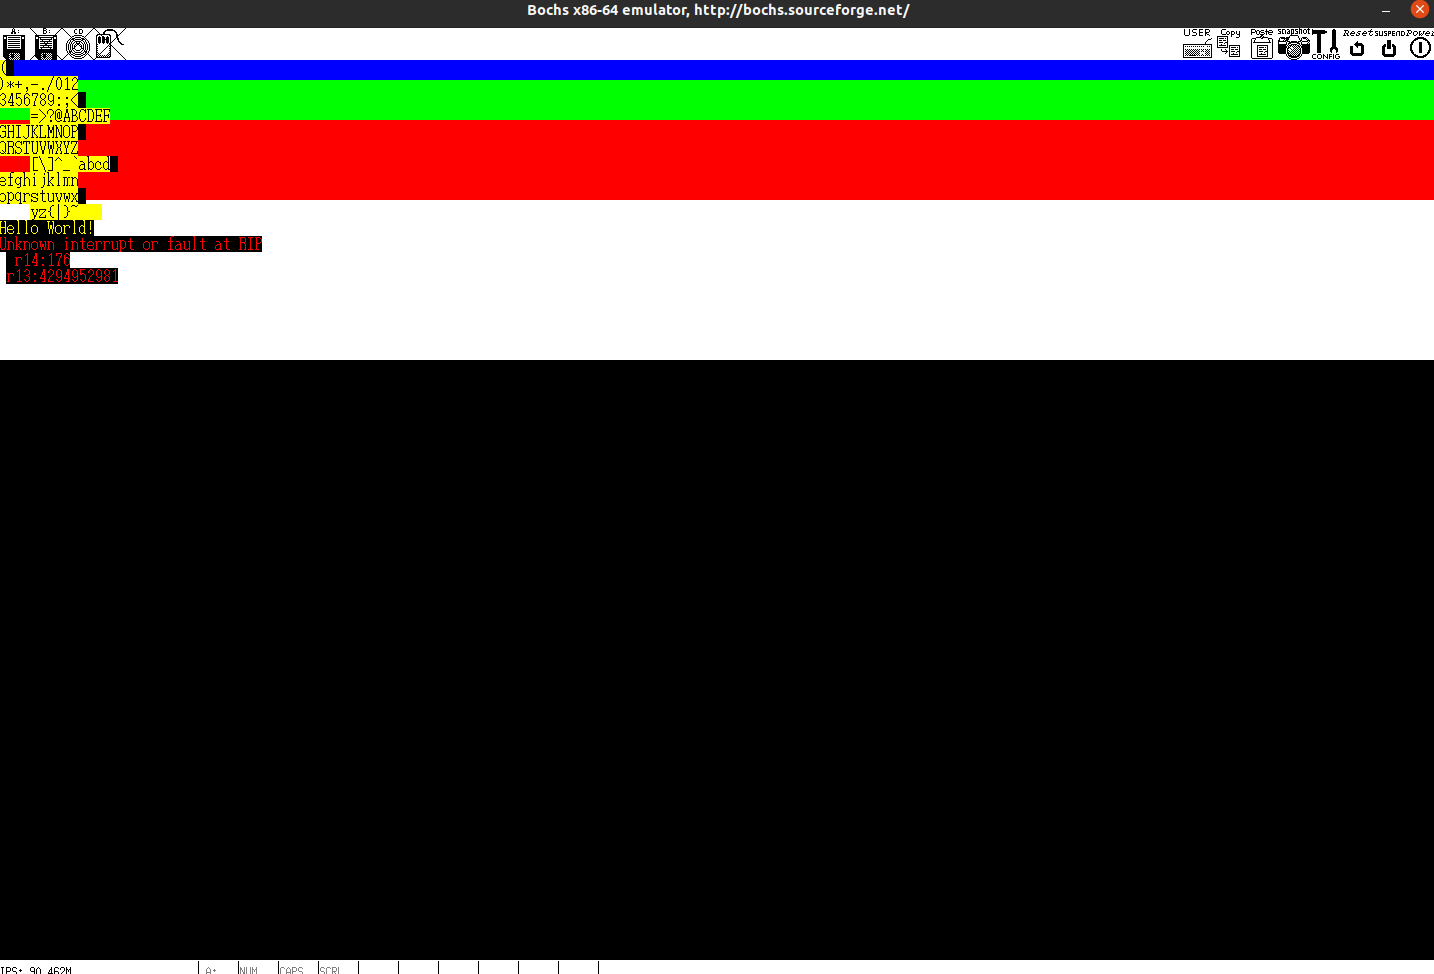 Bochs x86-64 emulator, http://bochs.sourceforge.net/
A: B: CD USER Copy Paste snapshot CONFIG Reset SUSPEND Power
(
)*+,-./012
3456789:;<
=>?@ABCDEF
GHIJKLMNOP
QRSTUVWXYZ
[\]^_`abcd
efghijklmn
opqrstuvwx
yz{|}~
Hello World!
Unknown interrupt or fault at RIP
r14:176
r13:4294952981
IPS: 90.462M A: NUM CAPS SCRL